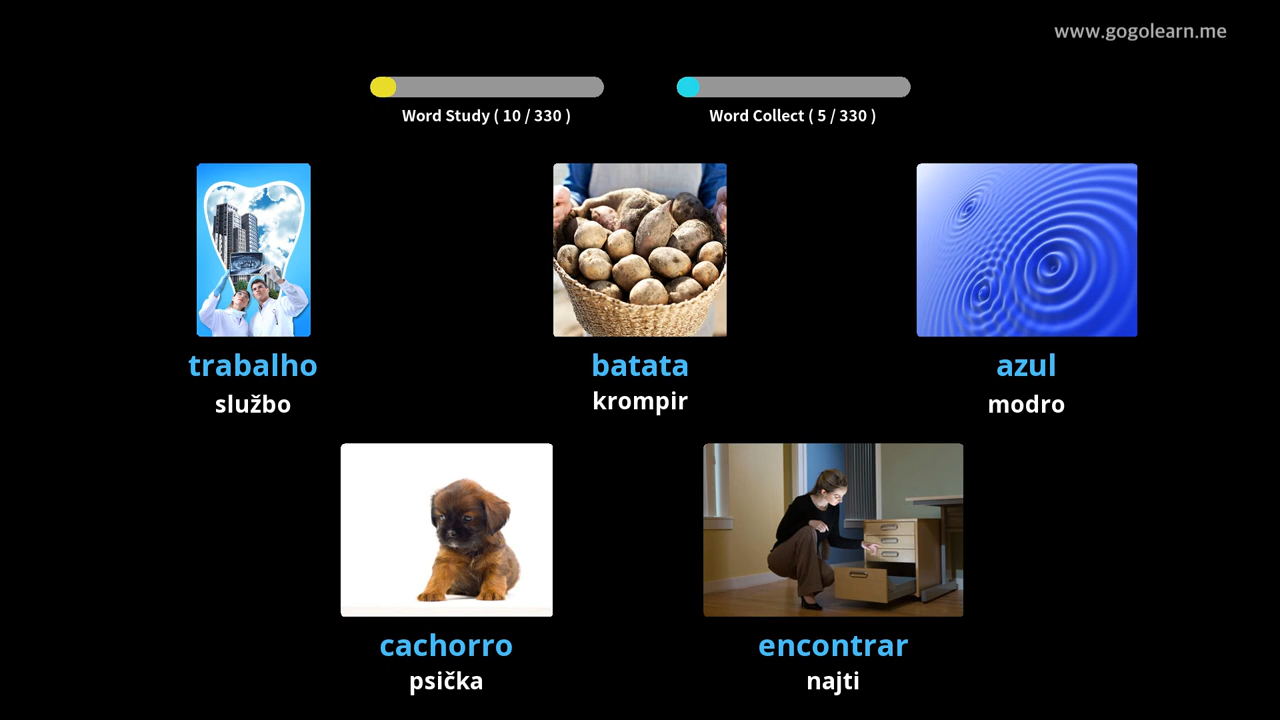 www.gogolearn.me
Word Study ( 10 / 330 )
Word Collect ( 5 / 330 )
trabalho
službo
batata
krompir
azul
modro
cachorro
psička
encontrar
najti